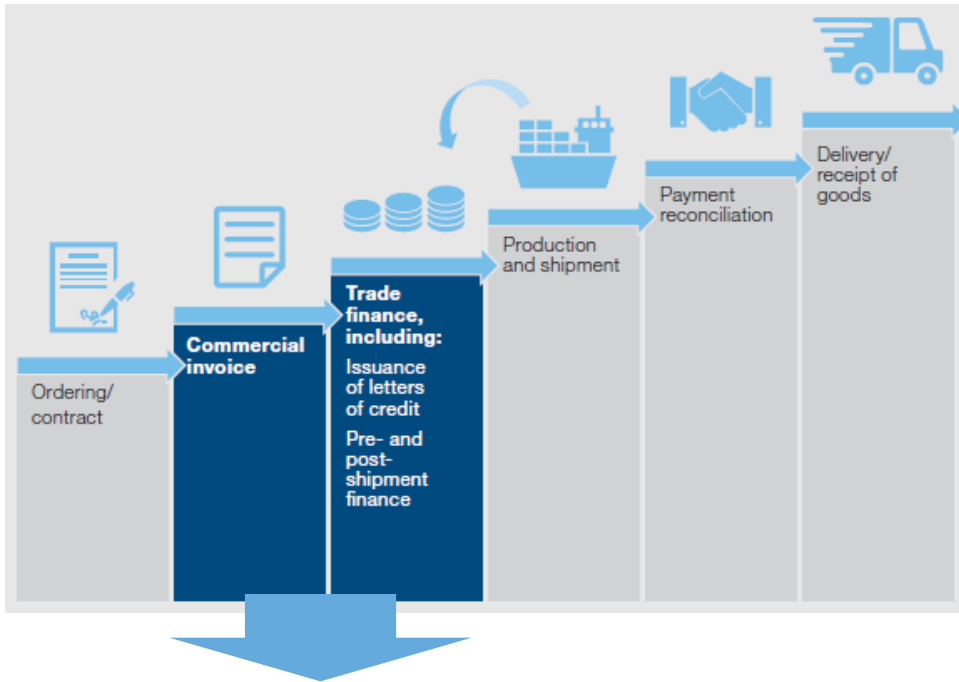 Ordering/
contract
Commercial
invoice
Trade
finance,
including:
Issuance
of letters
of credit
Pre- and
post-
shipment
finance
Production
and shipment
Payment
reconciliation
Delivery/
receipt of
goods